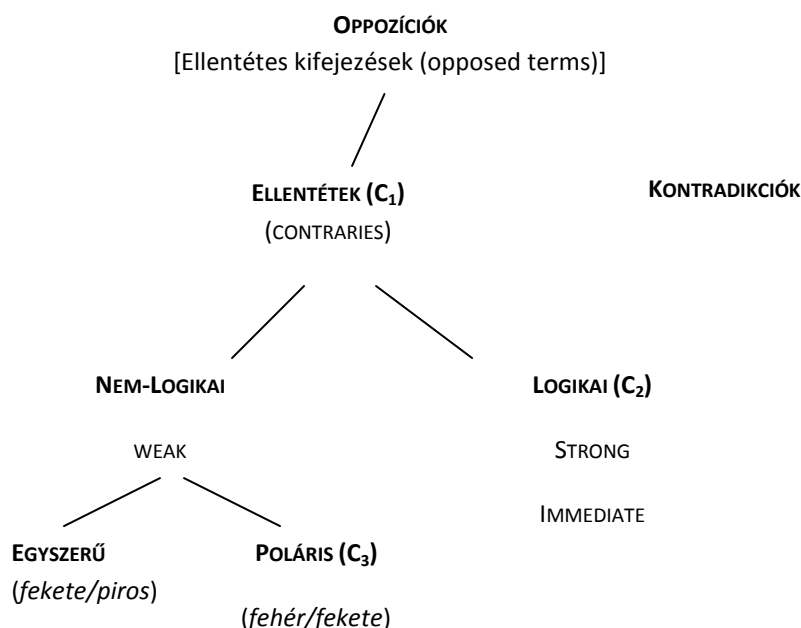 OPPOZÍCIÓK
[Ellentétes kifejezések (opposed terms)]
ELLENTÉTEK (C₁)
KONTRADIKCIÓK
(CONTRARIES)
NEM-LOGIKAI
LOGIKAI (C₂)
WEAK
STRONG
IMMEDIATE
EGYSZERŰ
POLÁRIS (C₃)
(fekete/piros)
(fehér/fekete)